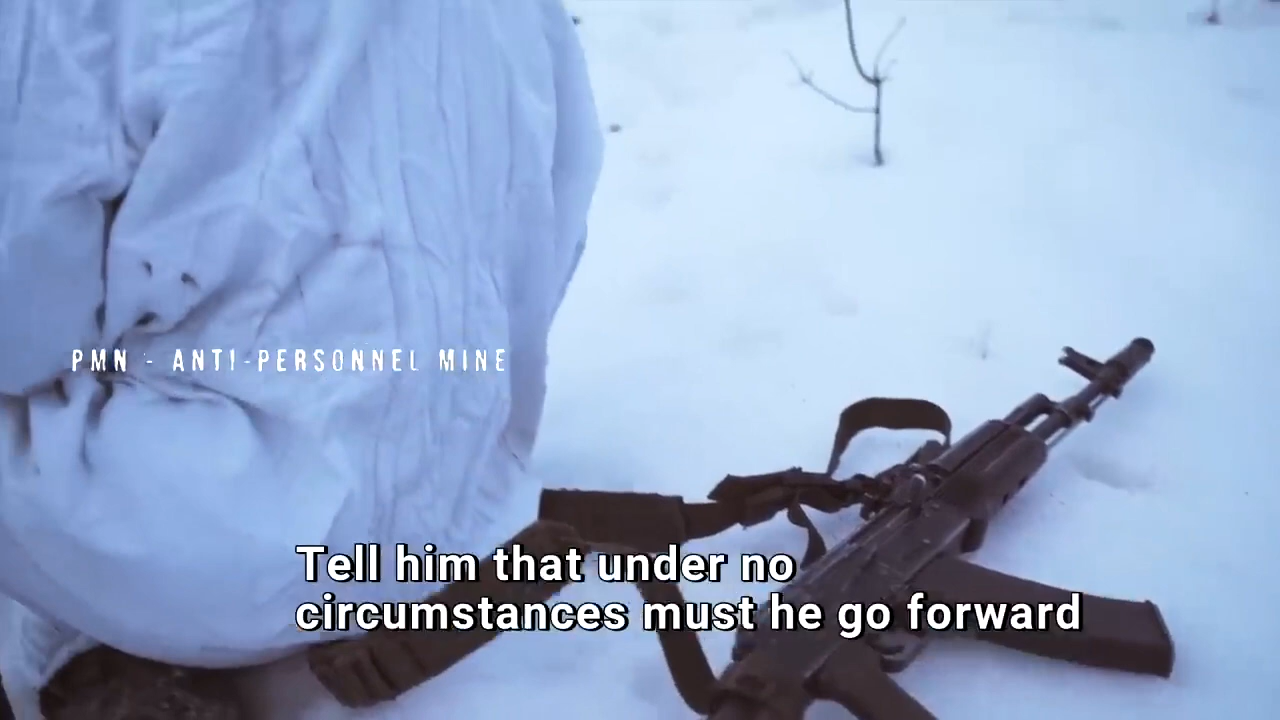 PMN - ANTI-PERSONNEL MINE
Tell him that under no
circumstances must he go forward